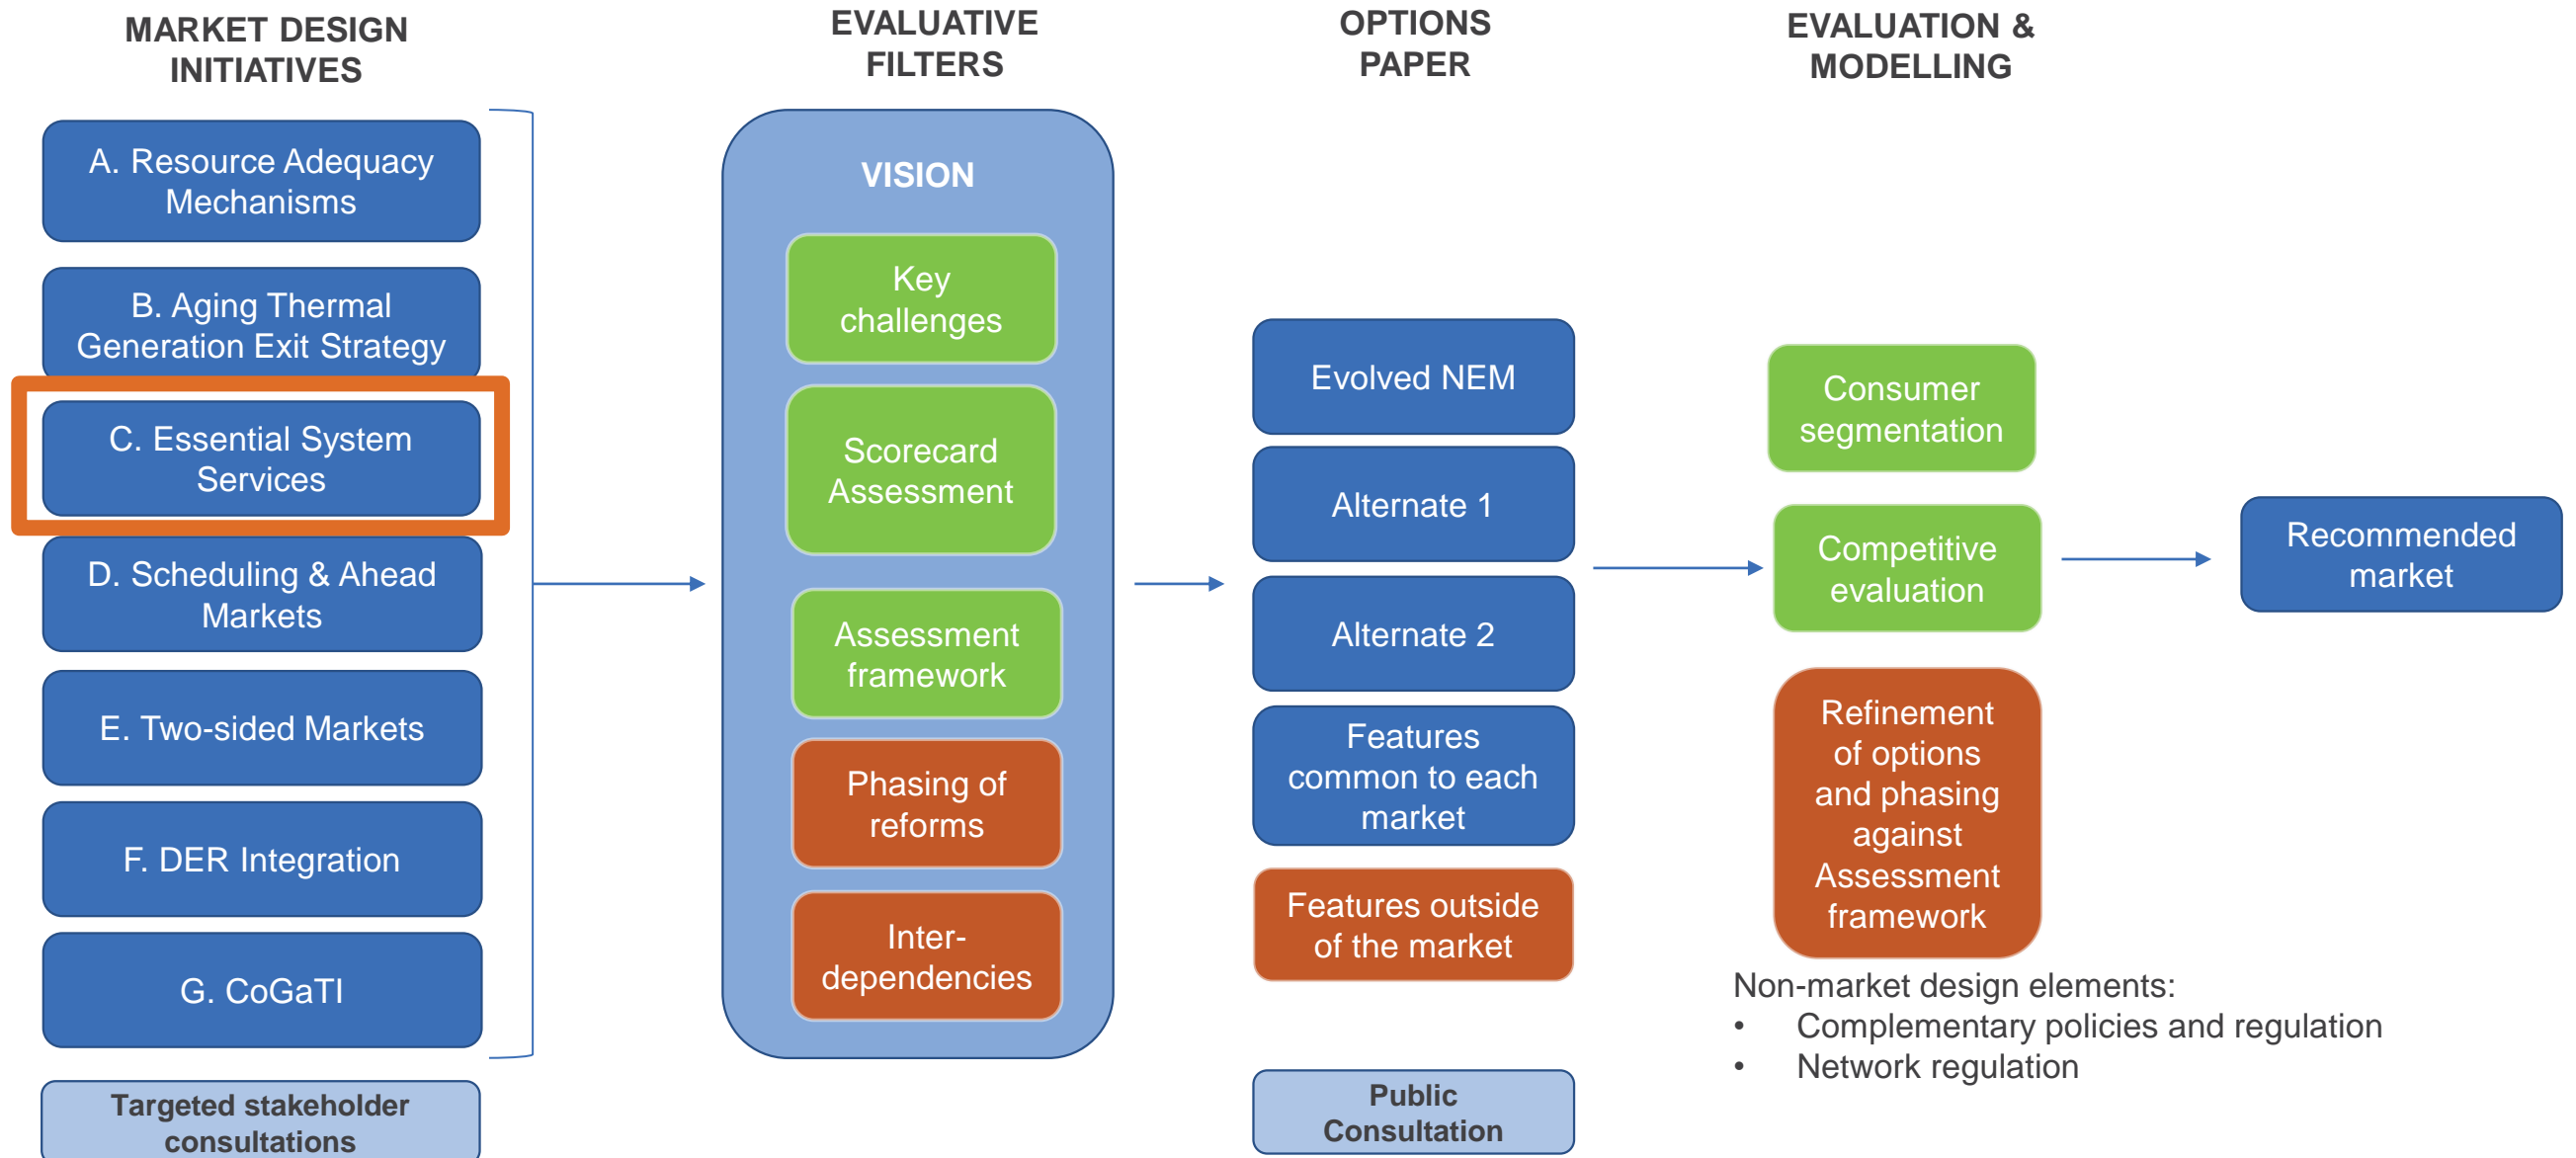 MARKET DESIGN
INITIATIVES
A. Resource Adequacy
Mechanisms
B. Aging Thermal
Generation Exit Strategy
C. Essential System
Services
D. Scheduling & Ahead
Markets
E. Two-sided Markets
F. DER Integration
G. CoGaTI
Targeted stakeholder
consultations
EVALUATIVE
FILTERS
VISION
Key
challenges
Scorecard
Assessment
Assessment
framework
Phasing of
reforms
Inter-
dependencies
OPTIONS
PAPER
Evolved NEM
Alternate 1
Alternate 2
Features
common to each
market
Features outside
of the market
Public
Consultation
EVALUATION &
MODELLING
Consumer
segmentation
Competitive
evaluation
Refinement
of options
and phasing
against
Assessment
framework
Non-market design elements:
• Complementary policies and regulation
• Network regulation
Recommended
market